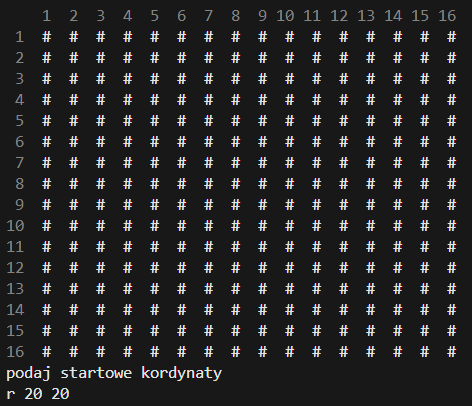 1 2 3 4 5 6 7 8 9 10 11 12 13 14 15 16
1 # # # # # # # # # # # # # # # #
2 # # # # # # # # # # # # # # # #
3 # # # # # # # # # # # # # # # #
4 # # # # # # # # # # # # # # # #
5 # # # # # # # # # # # # # # # #
6 # # # # # # # # # # # # # # # #
7 # # # # # # # # # # # # # # # #
8 # # # # # # # # # # # # # # # #
9 # # # # # # # # # # # # # # # #
10 # # # # # # # # # # # # # # # #
11 # # # # # # # # # # # # # # # #
12 # # # # # # # # # # # # # # # #
13 # # # # # # # # # # # # # # # #
14 # # # # # # # # # # # # # # # #
15 # # # # # # # # # # # # # # # #
16 # # # # # # # # # # # # # # # #
podaj startowe kordynaty
r 20 20